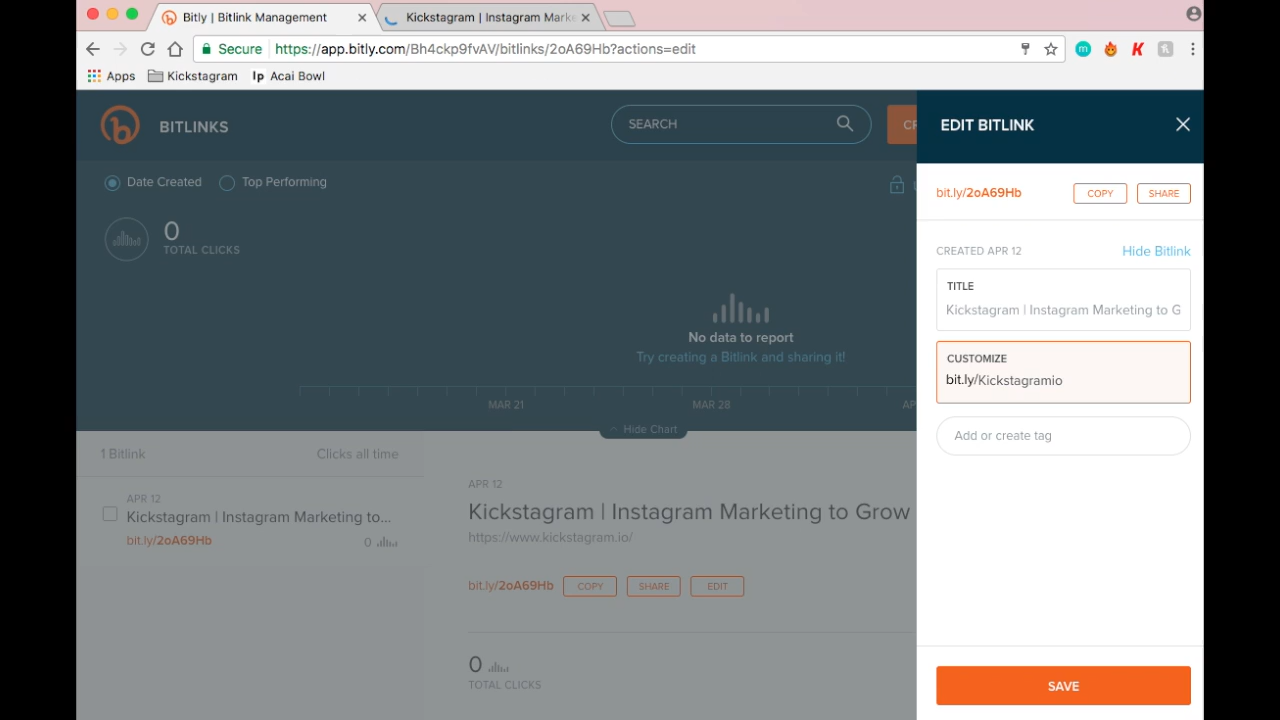 Bitly | Bitlink Management
Kickstagram | Instagram Marke
Secure https://app.bitly.com/Bh4ckp9fvAV/bitlinks/2oA69Hb?actions=edit
Apps Kickstagram Ip Acai Bowl
BITLINKS
SEARCH
EDIT BITLINK
Date Created Top Performing
0
TOTAL CLICKS
No data to report
Try creating a Bitlink and sharing it!
MAR 21 MAR 28
Hide Chart
1 Bitlink Clicks all time
APR 12
Kickstagram | Instagram Marketing to...
bit.ly/2oA69Hb 0
APR 12
Kickstagram | Instagram Marketing to Grow
https://www.kickstagram.io/
bit.ly/2oA69Hb COPY SHARE EDIT
0
TOTAL CLICKS
bit.ly/2oA69Hb COPY SHARE
CREATED APR 12 Hide Bitlink
TITLE
Kickstagram | Instagram Marketing to G
CUSTOMIZE
bit.ly/Kickstagramio
Add or create tag
SAVE